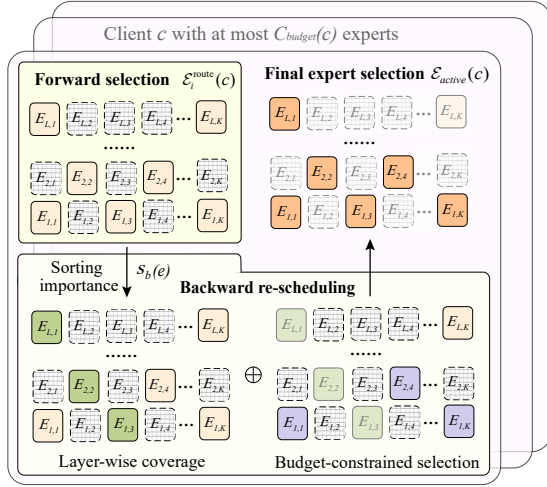 Client c with at most C_budget(c) experts
Forward selection ℰ_i^route(c)
E_L,1 E_L,2 E_L,3 E_L,4 ••• E_L,K
••••••
E_2,1 E_2,2 E_2,3 E_2,4 ••• E_2,K
E_1,1 E_1,2 E_1,3 E_1,4 ••• E_1,K
Final expert selection ℰ_active(c)
E_L,1 E_L,2 E_L,3 E_L,4 ••• E_L,K
••••••
E_2,1 E_2,2 E_2,3 E_2,4 ••• E_2,K
E_1,1 E_1,2 E_1,3 E_1,4 ••• E_1,K
Sorting
importance
s_b(e)
Backward re-scheduling
E_L,1 E_L,2 E_L,3 E_L,4 ••• E_L,K
••••••
E_2,1 E_2,2 E_2,3 E_2,4 ••• E_2,K
E_1,1 E_1,2 E_1,3 E_1,4 ••• E_1,K
Layer-wise coverage
⊕
E_L,1 E_L,2 E_L,3 E_L,4 ••• E_L,K
••••••
E_2,1 E_2,2 E_2,3 E_2,4 ••• E_2,K
E_1,1 E_1,2 E_1,3 E_1,4 ••• E_1,K
Budget-constrained selection